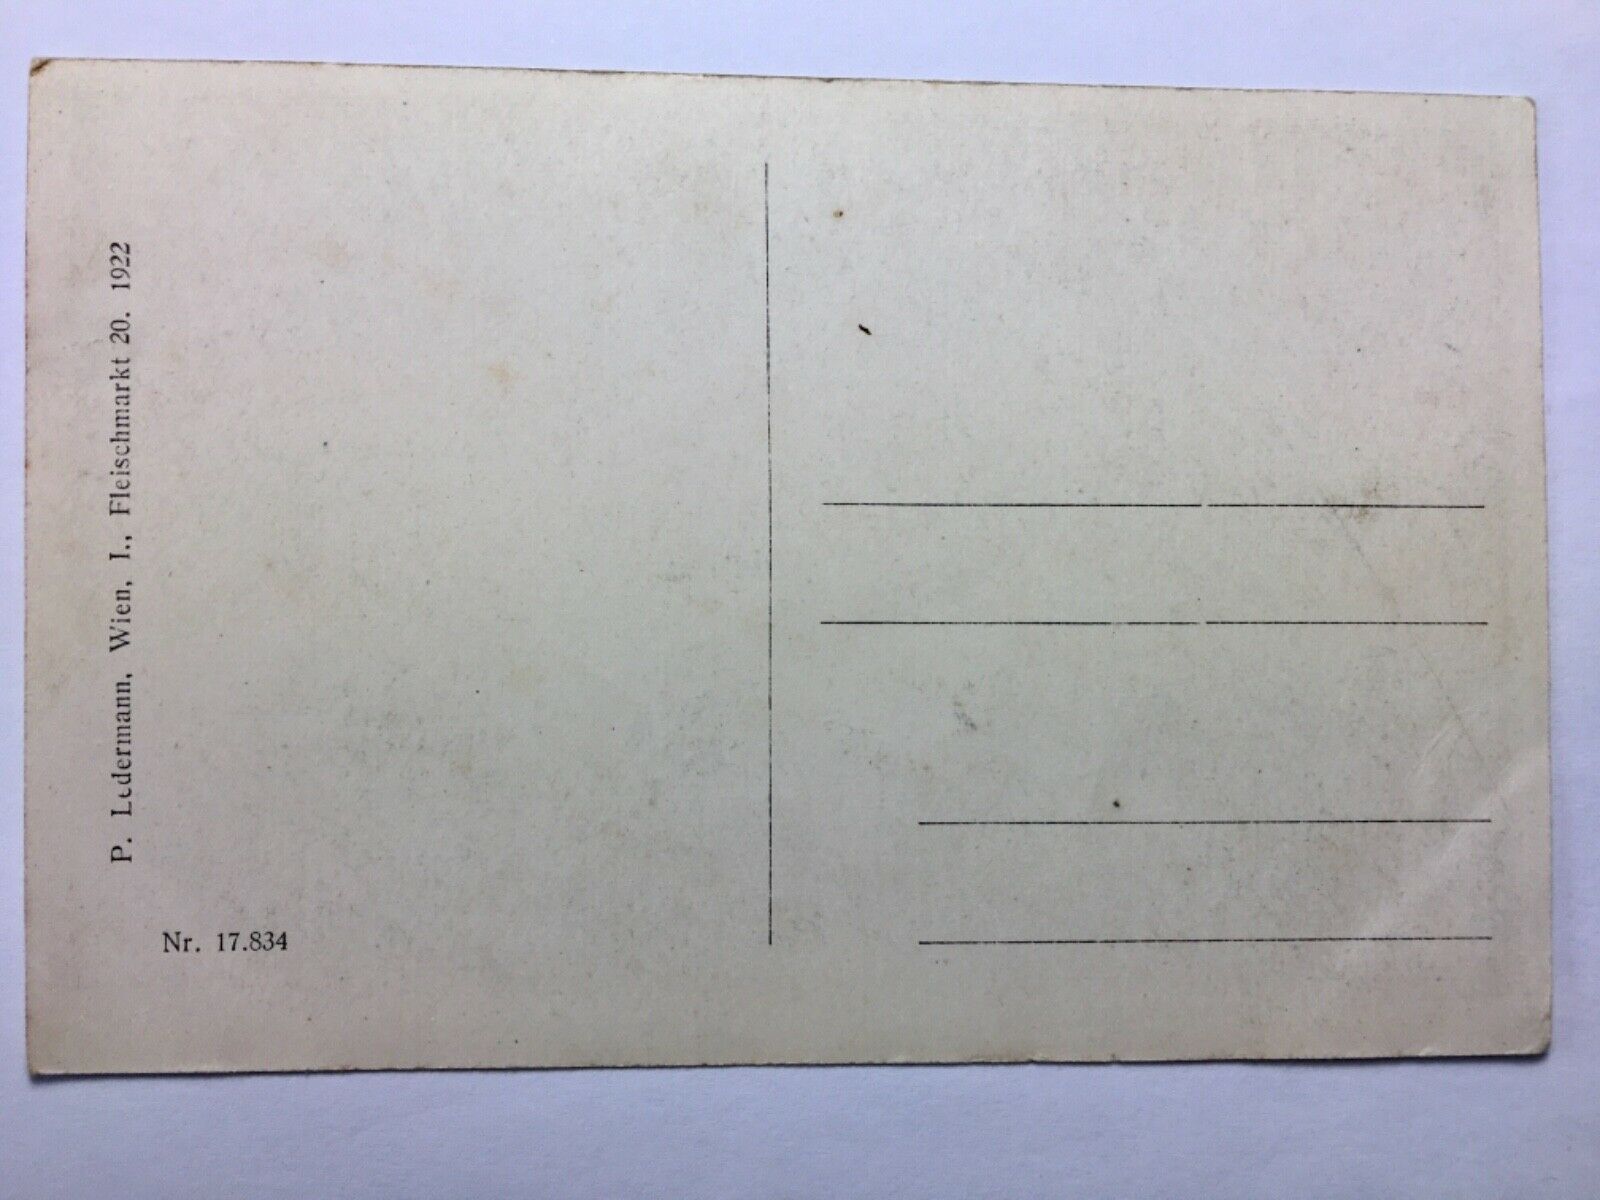 P. Ledermann, Wien, I., Fleischmarkt 20. 1922
Nr. 17.834